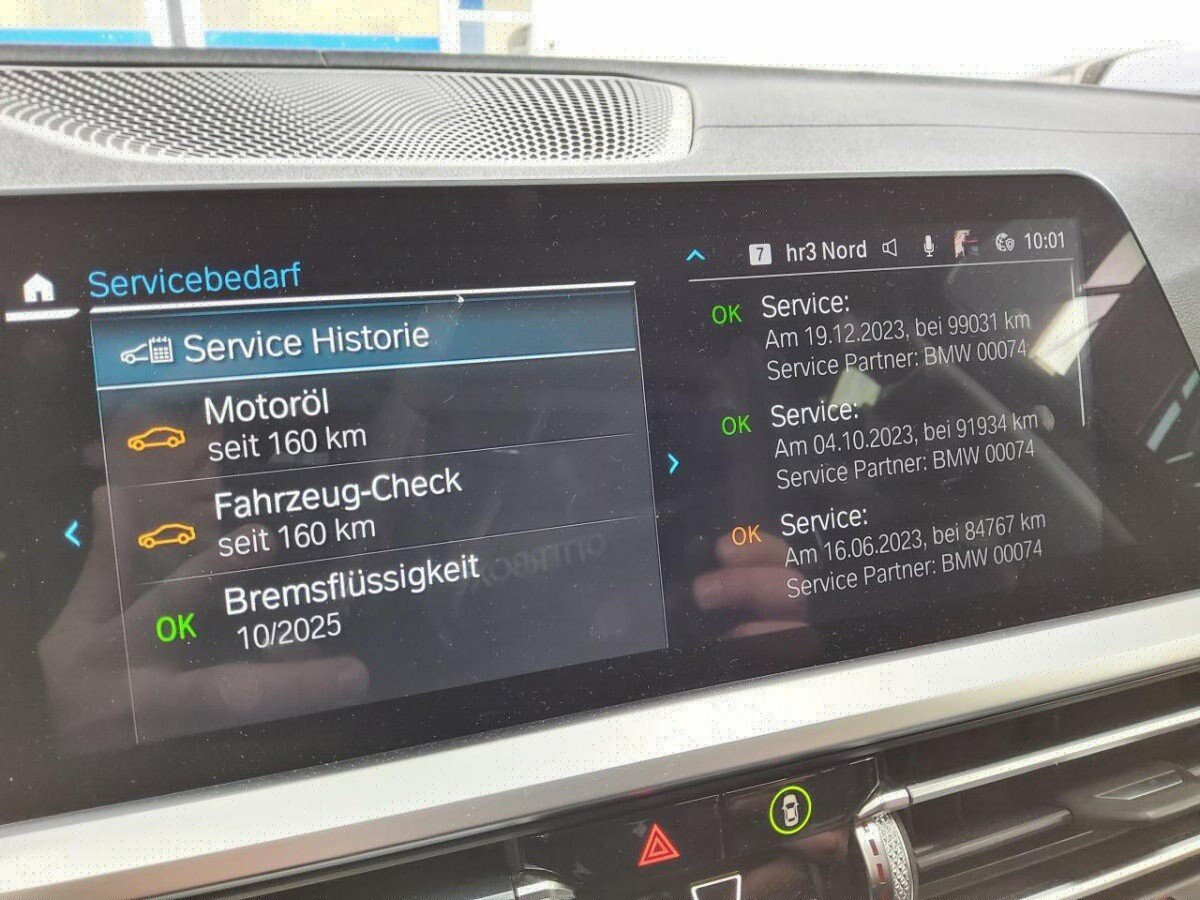 Servicebedarf
Service Historie
Motoröl
seit 160 km
Fahrzeug-Check
seit 160 km
OK
Bremsflüssigkeit
10/2025
7 hr3 Nord 10:01
OK Service:
Am 19.12.2023, bei 99031 km
Service Partner: BMW 00074
OK Service:
Am 04.10.2023, bei 91934 km
Service Partner: BMW 00074
OK Service:
Am 16.06.2023, bei 84767 km
Service Partner: BMW 00074